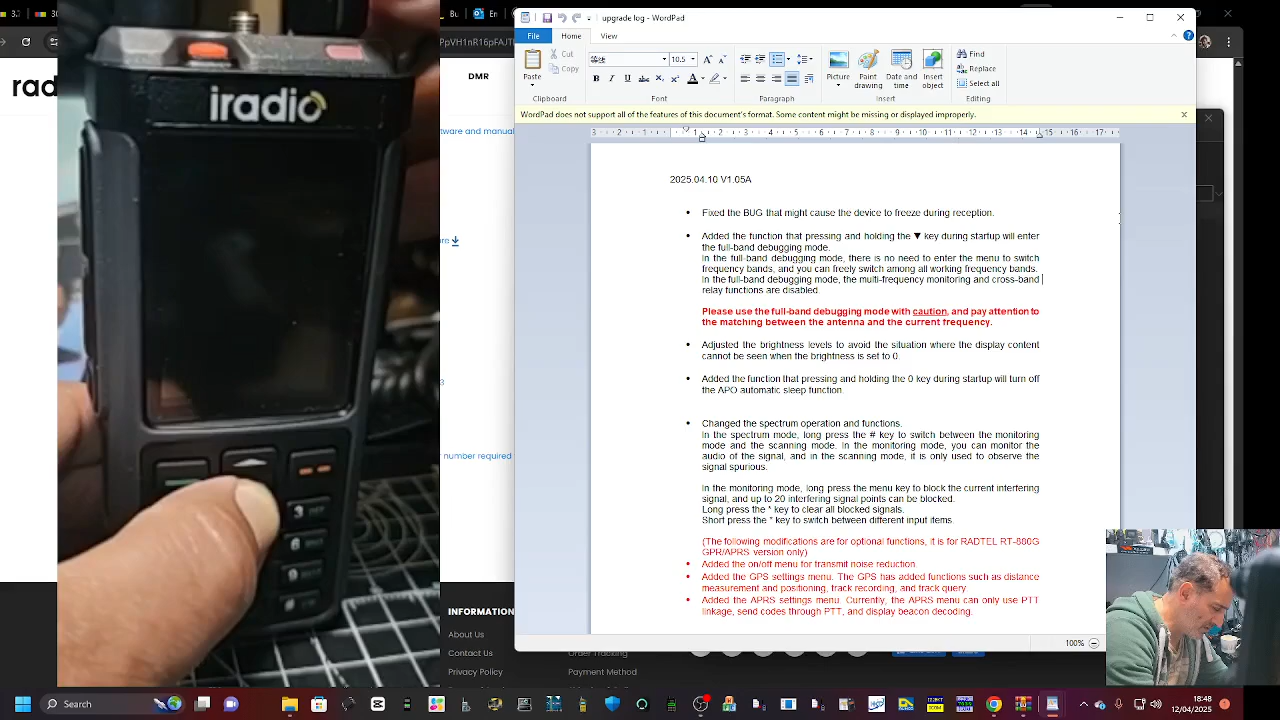 upgrade log - WordPad
File
Home
View
Paste
Cut
Copy
Clipboard
10.5
Font
Paragraph
Picture
Paint drawing
Date and time
Insert object
Insert
Find
Replace
Select all
Editing
WordPad does not support all of the features of this document's format. Some content might be missing or displayed improperly.
2025.04.10 V1.05A
• Fixed the BUG that might cause the device to freeze during reception.
• Added the function that pressing and holding the ▼ key during startup will enter
the full-band debugging mode.
In the full-band debugging mode, there is no need to enter the menu to switch
frequency bands, and you can freely switch among all working frequency bands.
In the full-band debugging mode, the multi-frequency monitoring and cross-band
relay functions are disabled.
Please use the full-band debugging mode with caution, and pay attention to
the matching between the antenna and the current frequency.
• Adjusted the brightness levels to avoid the situation where the display content
cannot be seen when the brightness is set to 0.
• Added the function that pressing and holding the 0 key during startup will turn off
the APO automatic sleep function.
• Changed the spectrum operation and functions.
In the spectrum mode, long press the # key to switch between the monitoring
mode and the scanning mode. In the monitoring mode, you can monitor the
audio of the signal, and in the scanning mode, it is only used to observe the
signal spurious.
In the monitoring mode, long press the menu key to block the current interfering
signal, and up to 20 interfering signal points can be blocked.
Long press the * key to clear all blocked signals.
Short press the * key to switch between different input items.
(The following modifications are for optional functions, it is for RADTEL RT-880G
GPR/APRS version only)
• Added the on/off menu for transmit noise reduction.
• Added the GPS settings menu. The GPS has added functions such as distance
measurement and positioning, track recording, and track query.
• Added the APRS settings menu. Currently, the APRS menu can only use PTT
linkage, send codes through PTT, and display beacon decoding.
100%
iradio
3
6
9
rad
DMR
tware and manual
r number required
INFORMATION
About Us
Contact Us
Privacy Policy
Order Tracking
Payment Method
Search
18:48
12/04/2025